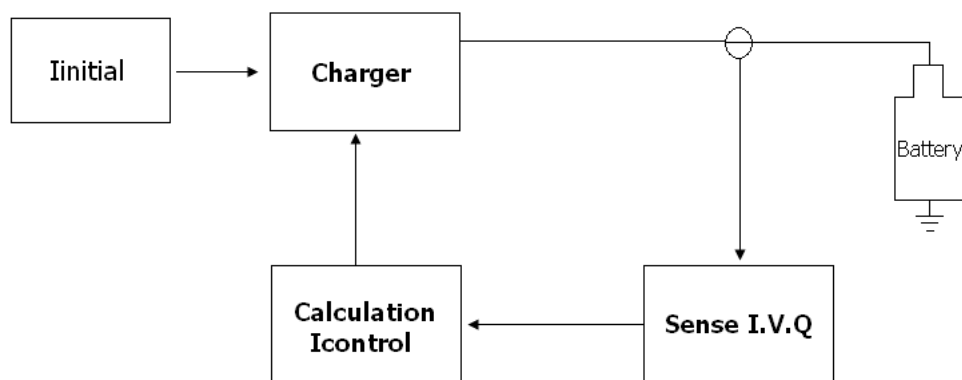 Iinitial
Charger
Battery
Calculation
Icontrol
Sense I.V.Q